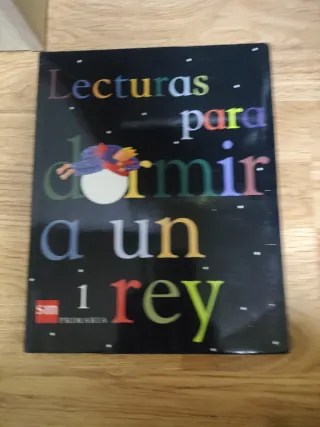 Lecturas
para
dormir
a un
rey
sm
1
PRIMARIA